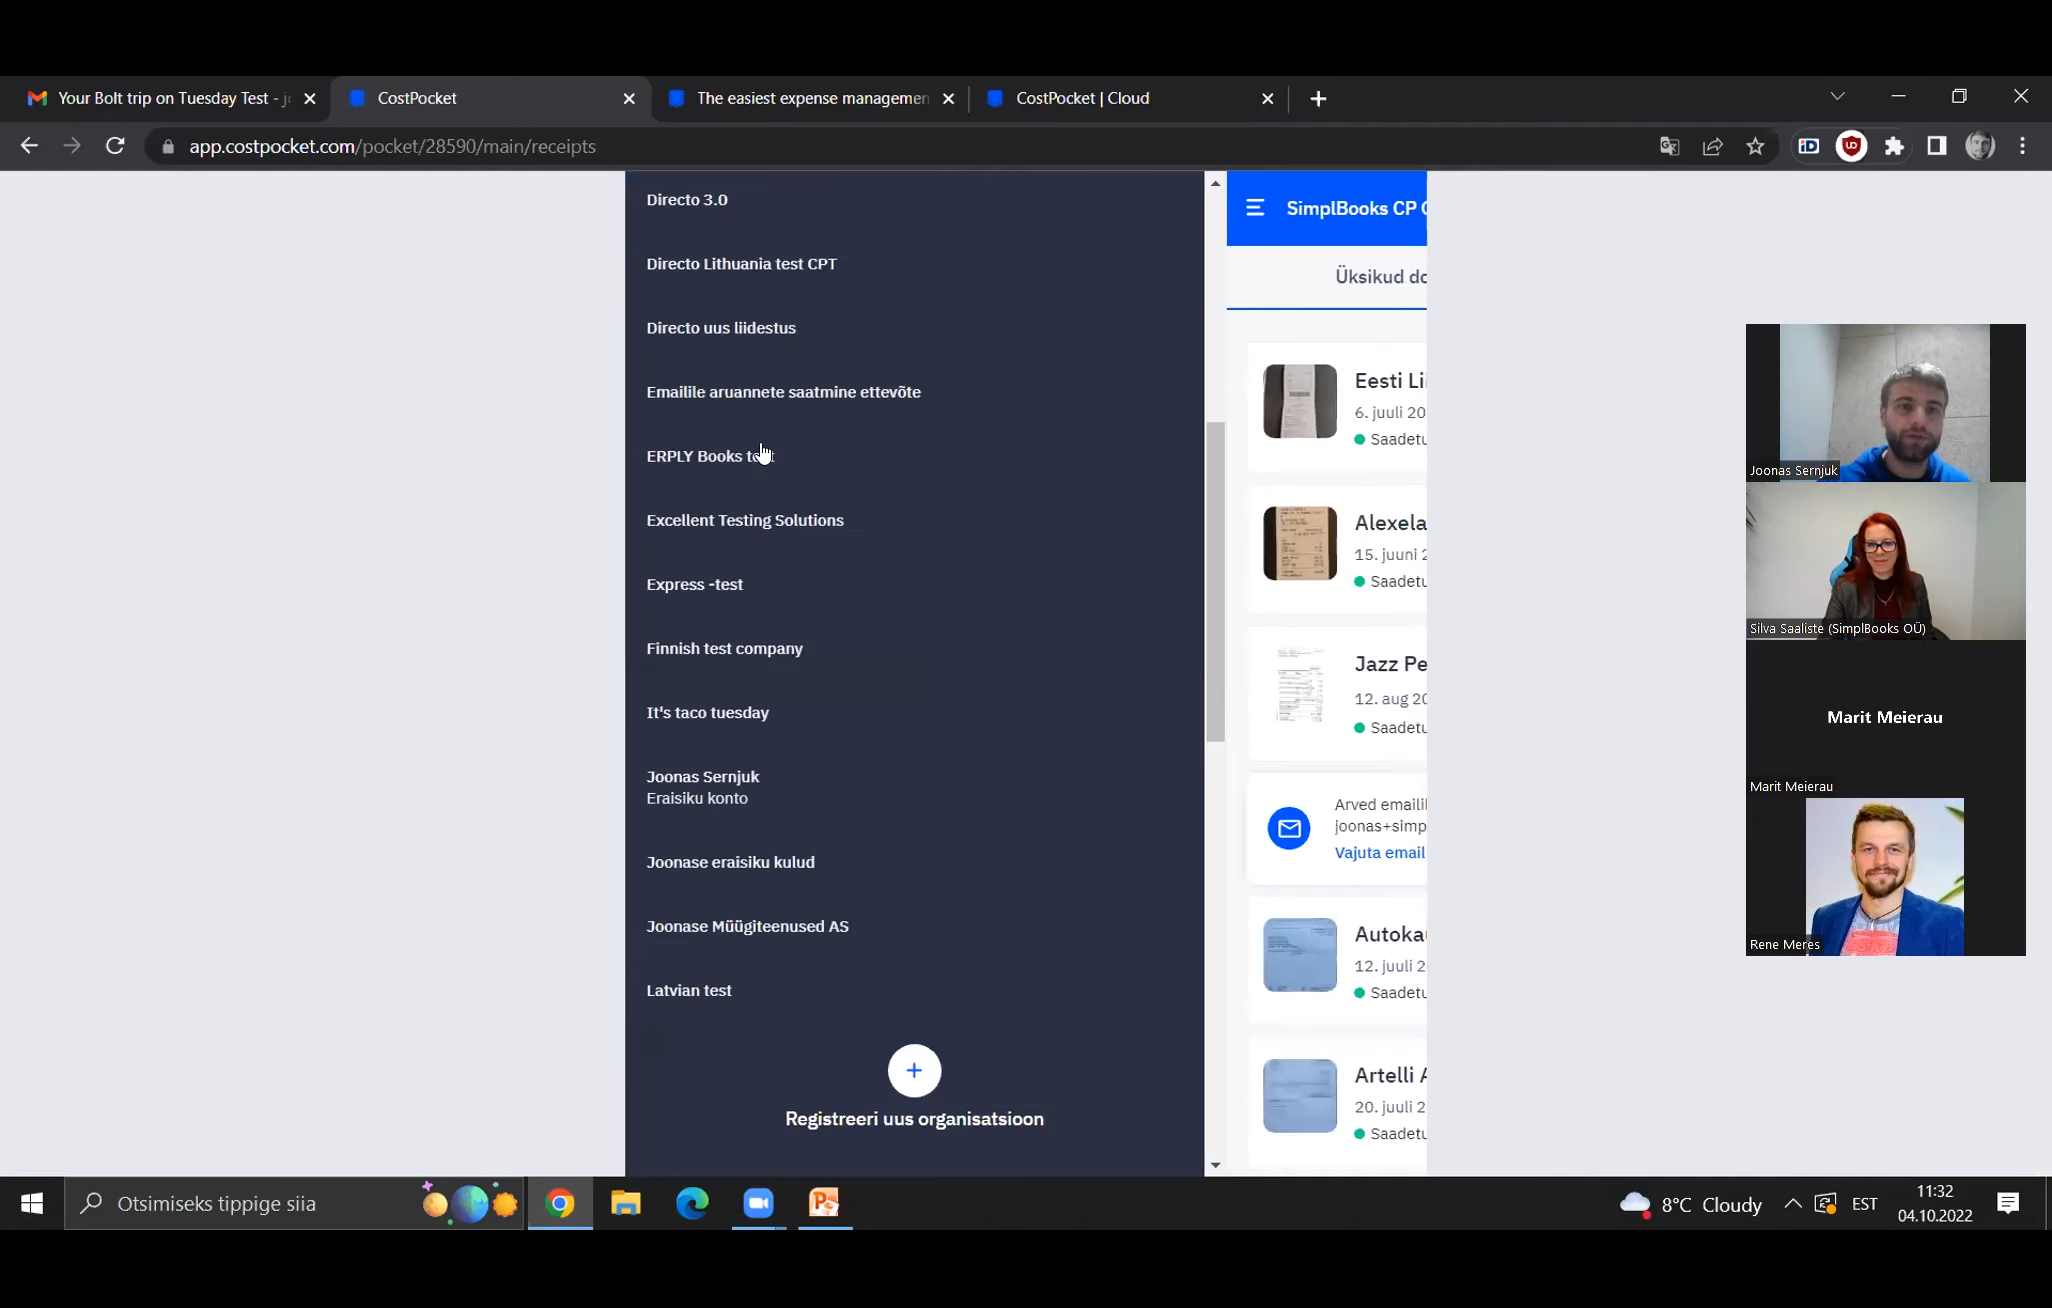 Your Bolt trip on Tuesday Test - j
CostPocket
The easiest expense managemen
CostPocket | Cloud
app.costpocket.com/pocket/28590/main/receipts
Directo 3.0
Directo Lithuania test CPT
Directo uus liidestus
Emailile aruannete saatmine ettevõte
ERPLY Books test
Excellent Testing Solutions
Express -test
Finnish test company
It's taco tuesday
Joonas Sernjuk
Eraisiku konto
Joonase eraisiku kulud
Joonase Müügiteenused AS
Latvian test
Registreeri uus organisatsioon
SimplBooks CP
Üksikud do
Eesti Lii
6. juuli 20
Saadetu
Alexela
15. juuni 2
Saadetu
Jazz Pe
12. aug 20
Saadetu
Arved emailil
joonas+simp
Vajuta email
Autokau
12. juuli 2
Saadetu
Artelli A
20. juuli 2
Saadetu
Joonas Sernjuk
Silva Saaliste (SimplBooks OÜ)
Marit Meierau
Marit Meierau
Rene Meres
Otsimiseks tippige siia
8°C Cloudy
EST
11:32
04.10.2022